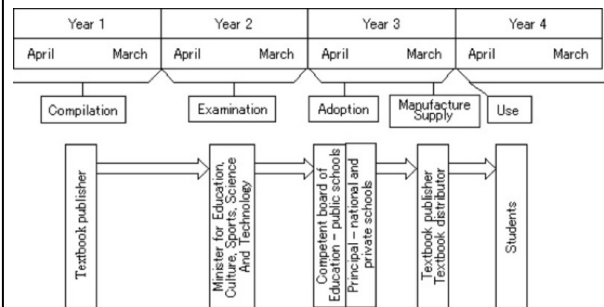 Year 1
Year 2
Year 3
Year 4
April
March
April
March
April
March
April
March
Compilation
Examination
Adoption
Manufacture
Supply
Use
Textbook publisher
Minister for Education,
Culture, Sports, Science
And Technology
Competent board of
Education – public schools
Principal – national and
private schools
Textbook publisher
Textbook distributor
Students